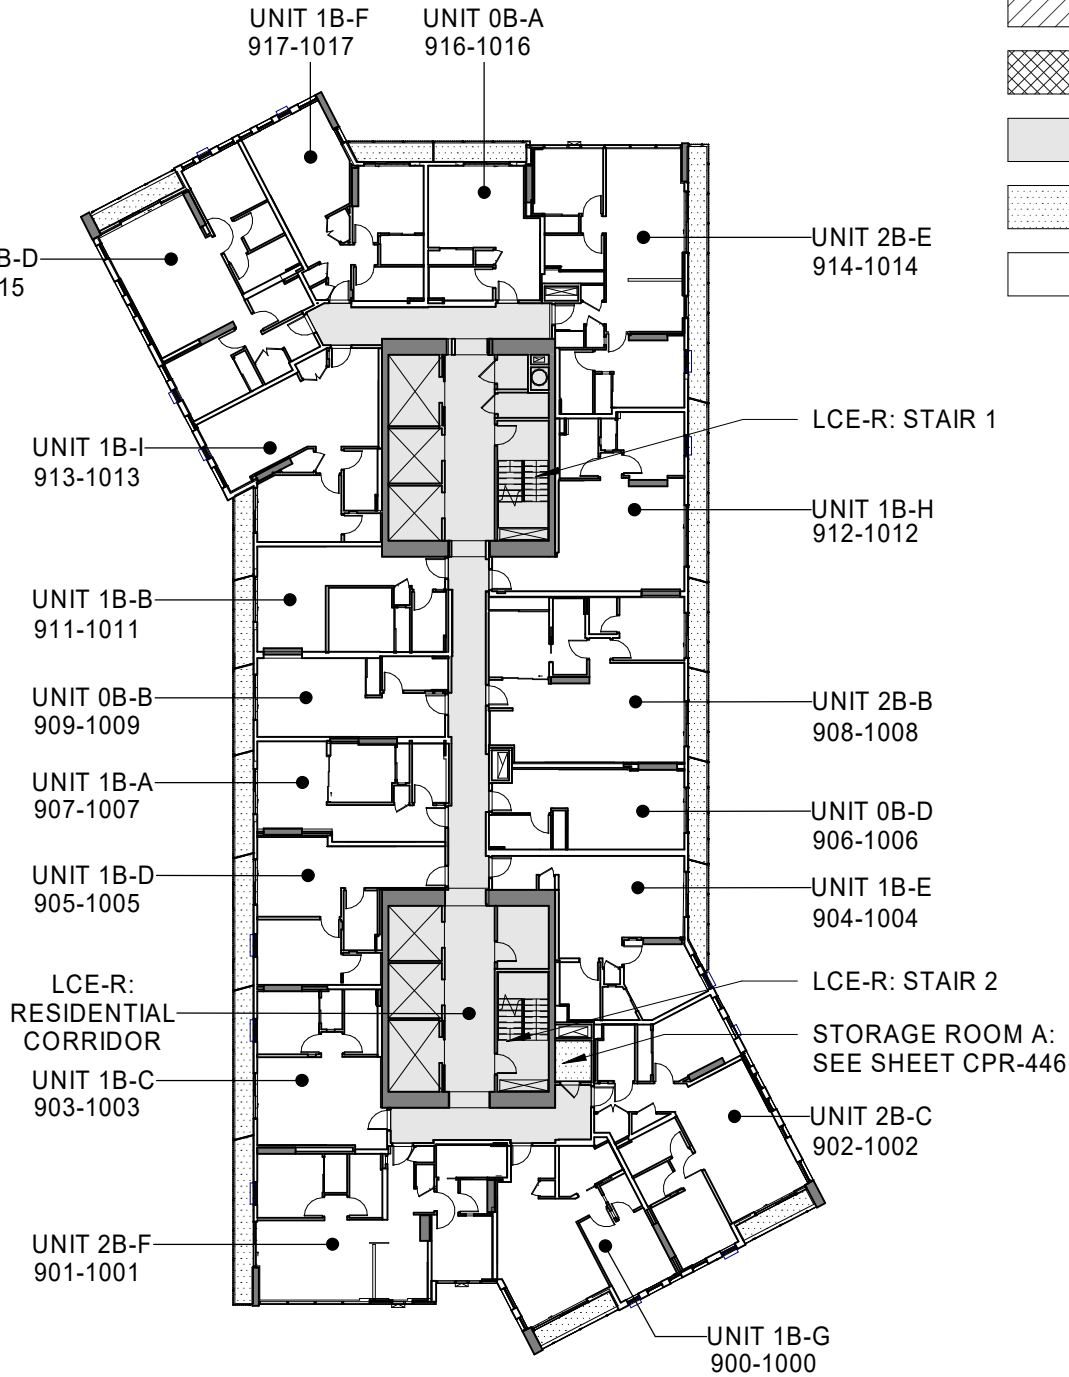 UNIT 1B-F
917-1017
UNIT 0B-A
916-1016
B-D
15
UNIT 2B-E
914-1014
UNIT 1B-I
913-1013
LCE-R: STAIR 1
UNIT 1B-H
912-1012
UNIT 1B-B
911-1011
UNIT 0B-B
909-1009
UNIT 2B-B
908-1008
UNIT 1B-A
907-1007
UNIT 0B-D
906-1006
UNIT 1B-D
905-1005
UNIT 1B-E
904-1004
LCE-R:
RESIDENTIAL
CORRIDOR
LCE-R: STAIR 2
STORAGE ROOM A:
SEE SHEET CPR-446
UNIT 1B-C
903-1003
UNIT 2B-C
902-1002
UNIT 2B-F
901-1001
UNIT 1B-G
900-1000